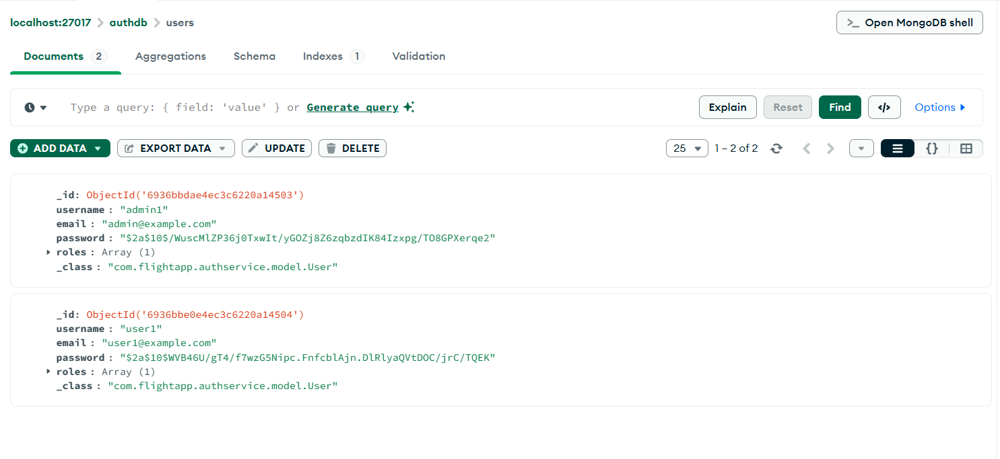 localhost:27017 > authdb > users
>_ Open MongoDB shell
Documents 2 Aggregations Schema Indexes 1 Validation
Type a query: { field: 'value' } or Generate query
Explain Reset Find </> Options
ADD DATA EXPORT DATA UPDATE DELETE
25 1 – 2 of 2 {}
_id: ObjectId('6936bbdae4ec3c6220a14503')
username : "admin1"
email : "admin@example.com"
password : "$2a$10$/WuscMlZP36j0TxwIt/yGOZj8Z6zqbzdIK84Izxpg/TO8GPXerqe2"
roles : Array (1)
_class : "com.flightapp.authservice.model.User"
_id: ObjectId('6936bbe0e4ec3c6220a14504')
username : "user1"
email : "user1@example.com"
password : "$2a$10$WVB46U/gT4/f7wzG5Nipc.FnfcblAjn.DlRlyaQVtDOC/jrC/TQEK"
roles : Array (1)
_class : "com.flightapp.authservice.model.User"